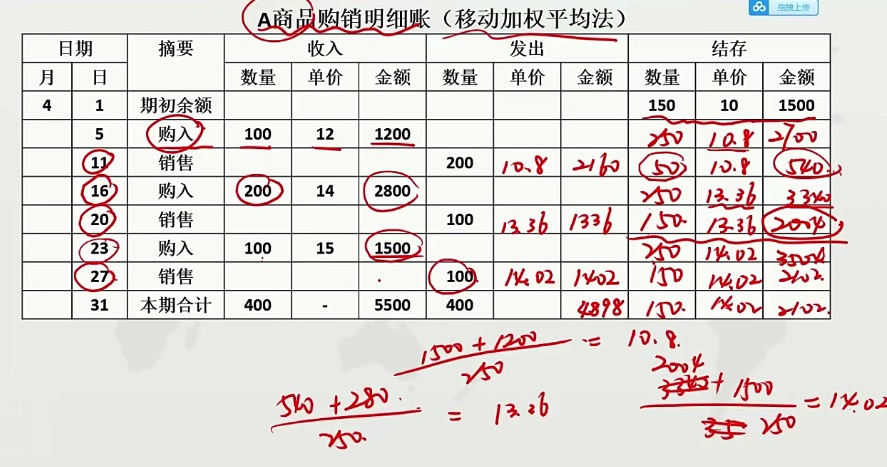 拖拽上传
A商品购销明细账（移动加权平均法）
日期 摘要 收入 发出 结存
月 日 数量 单价 金额 数量 单价 金额 数量 单价 金额
4 1 期初余额 150 10 1500
5 购入 100 12 1200 250 10.8 2700
11 销售 200 10.8 2160 50 10.8 540
16 购入 200 14 2800 250 13.36 3340
20 销售 100 13.36 1336 150 13.36 2004
23 购入 100 15 1500 250 14.02 3504
27 销售 100 14.02 1402 150 14.02 2102
31 本期合计 400 - 5500 400 4898 150 14.02 2102
1500 + 1200 = 10.8
250
540 + 280 = 13.36
250
2004
+ 1500 = 14.02
250